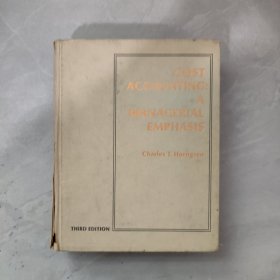 COST
ACCOUNTING
A
MANAGERIAL
EMPHASIS
Charles T. Horngren
THIRD EDITION